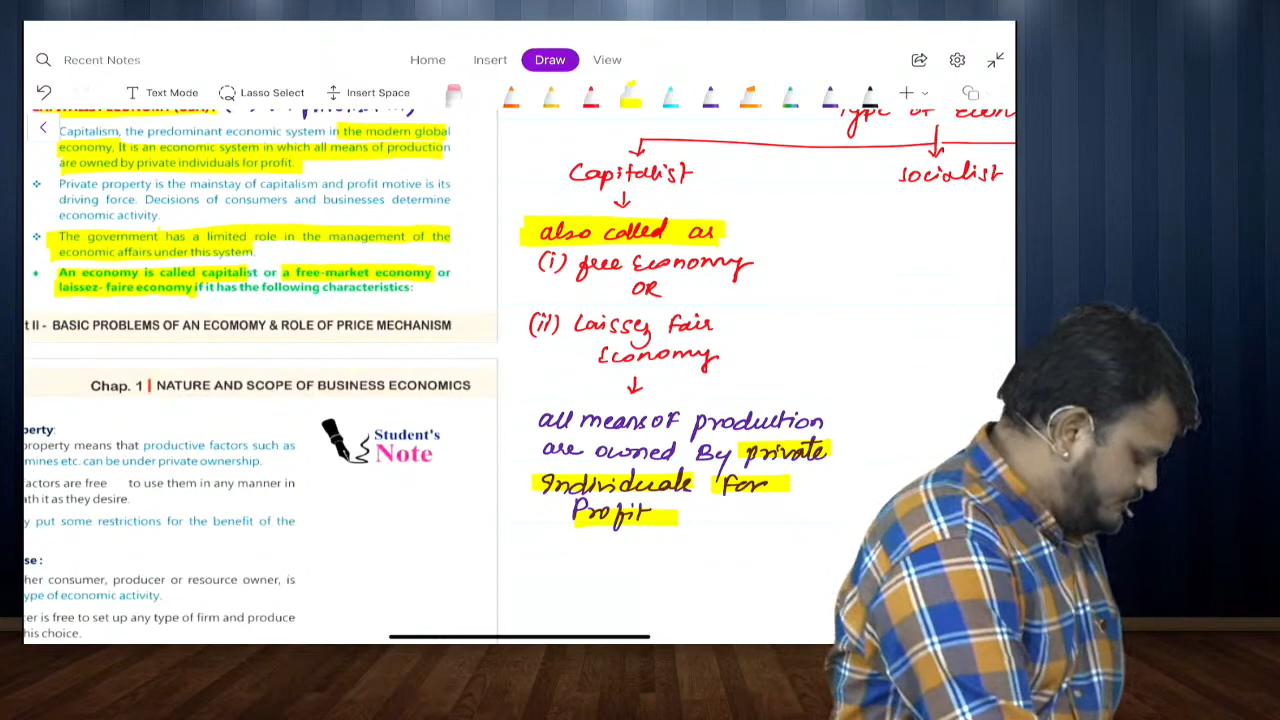 Recent Notes
Home Insert Draw View
Text Mode Lasso Select Insert Space
Capitalism, the predominant economic system in the modern global
economy. It is an economic system in which all means of production
are owned by private individuals for profit.
❖ Private property is the mainstay of capitalism and profit motive is its
driving force. Decisions of consumers and businesses determine
economic activity.
❖ The government has a limited role in the management of the
economic affairs under this system.
♦ An economy is called capitalist or a free-market economy or
laissez- faire economy if it has the following characteristics:
t II - BASIC PROBLEMS OF AN ECOMOMY & ROLE OF PRICE MECHANISM
Chap. 1 | NATURE AND SCOPE OF BUSINESS ECONOMICS
perty:
property means that productive factors such as
mines etc. can be under private ownership.
actors are free to use them in any manner in
ath it as they desire.
y put some restrictions for the benefit of the
se :
her consumer, producer or resource owner, is
ype of economic activity.
cer is free to set up any type of firm and produce
his choice.
Student's
Note
Type of Econ
Capitalist
socialist
also called as
(i) free Economy
OR
(ii) Laissez fair
Economy
all means of production
are owned By private
Individuals for
Profit